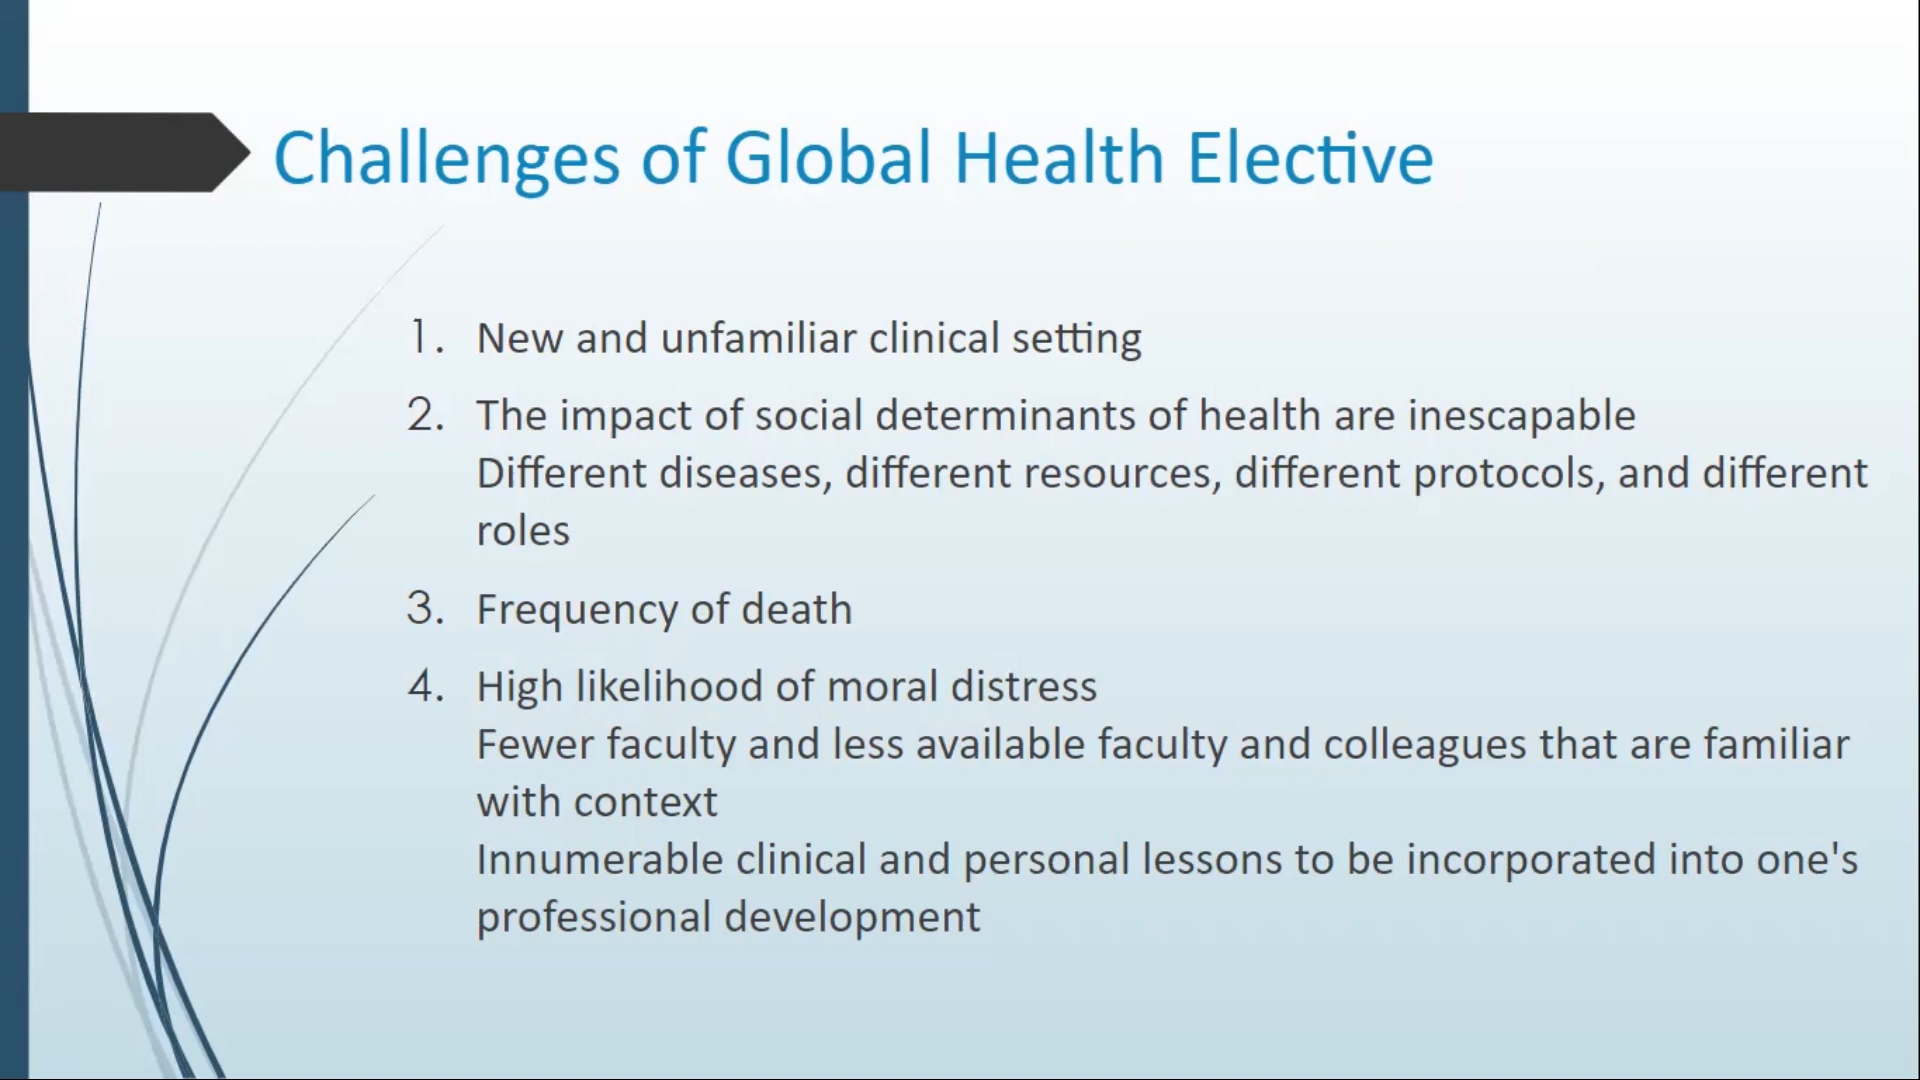 Challenges of Global Health Elective
1. New and unfamiliar clinical setting
2. The impact of social determinants of health are inescapable
Different diseases, different resources, different protocols, and different
roles
3. Frequency of death
4. High likelihood of moral distress
Fewer faculty and less available faculty and colleagues that are familiar
with context
Innumerable clinical and personal lessons to be incorporated into one's
professional development